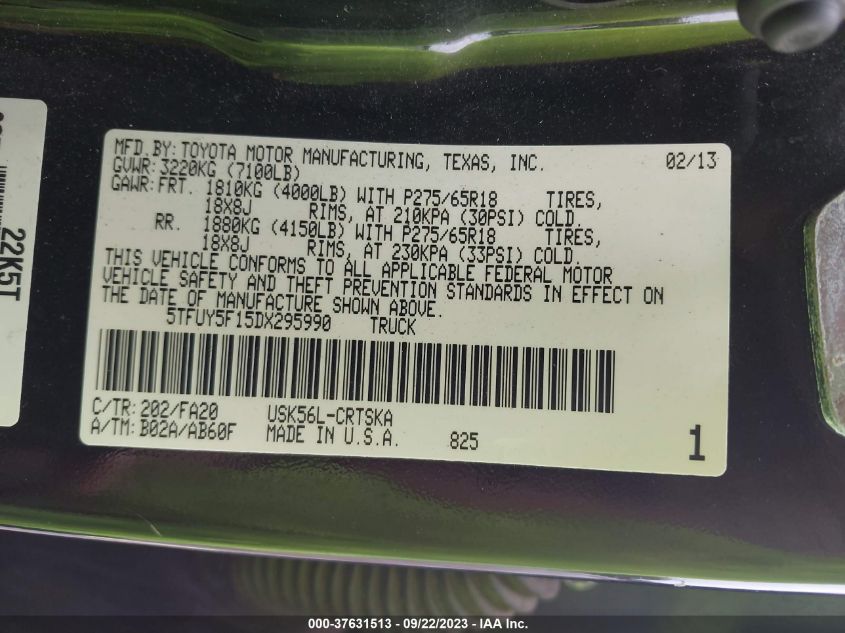 MFD BY: TOYOTA MOTOR MANUFACTURING, TEXAS, INC. 02/13
GVWR: 3220KG (7100LB)
GAWR: FRT. 1810KG (4000LB) WITH P275/65R18 TIRES,
18X8J RIMS, AT 210KPA (30PSI) COLD.
RR. 1880KG (4150LB) WITH P275/65R18 TIRES,
18X8J RIMS, AT 230KPA (33PSI) COLD.
THIS VEHICLE CONFORMS TO ALL APPLICABLE FEDERAL MOTOR
VEHICLE SAFETY AND THEFT PREVENTION STANDARDS IN EFFECT ON
THE DATE OF MANUFACTURE SHOWN ABOVE.
5TFUY5F15DX295990 TRUCK
C/TR: 202/FA20 USK56L-CRTSKA
A/TM: B02A/AB60F MADE IN U.S.A. 825 1
22K5T
000-37631513 - 09/22/2023 - IAAI.com